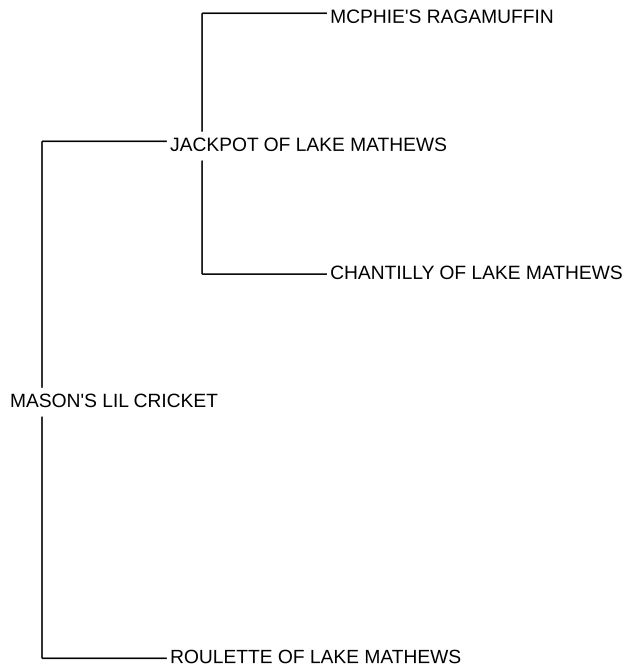 MCPHIE'S RAGAMUFFIN
JACKPOT OF LAKE MATHEWS
CHANTILLY OF LAKE MATHEWS
MASON'S LIL CRICKET
ROULETTE OF LAKE MATHEWS